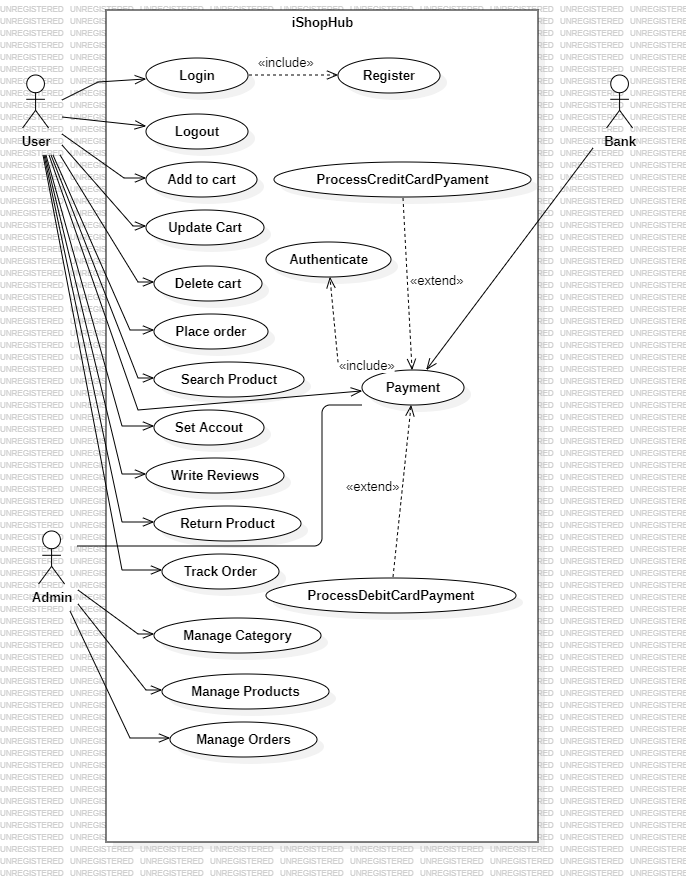 iShopHub
Login
«include»
Register
User
Bank
Logout
Add to cart
ProcessCreditCardPyament
Update Cart
Authenticate
Delete cart
«extend»
Place order
«include»
Search Product
Payment
Set Accout
Write Reviews
«extend»
Return Product
Track Order
Admin
ProcessDebitCardPayment
Manage Category
Manage Products
Manage Orders
UNREGISTERED